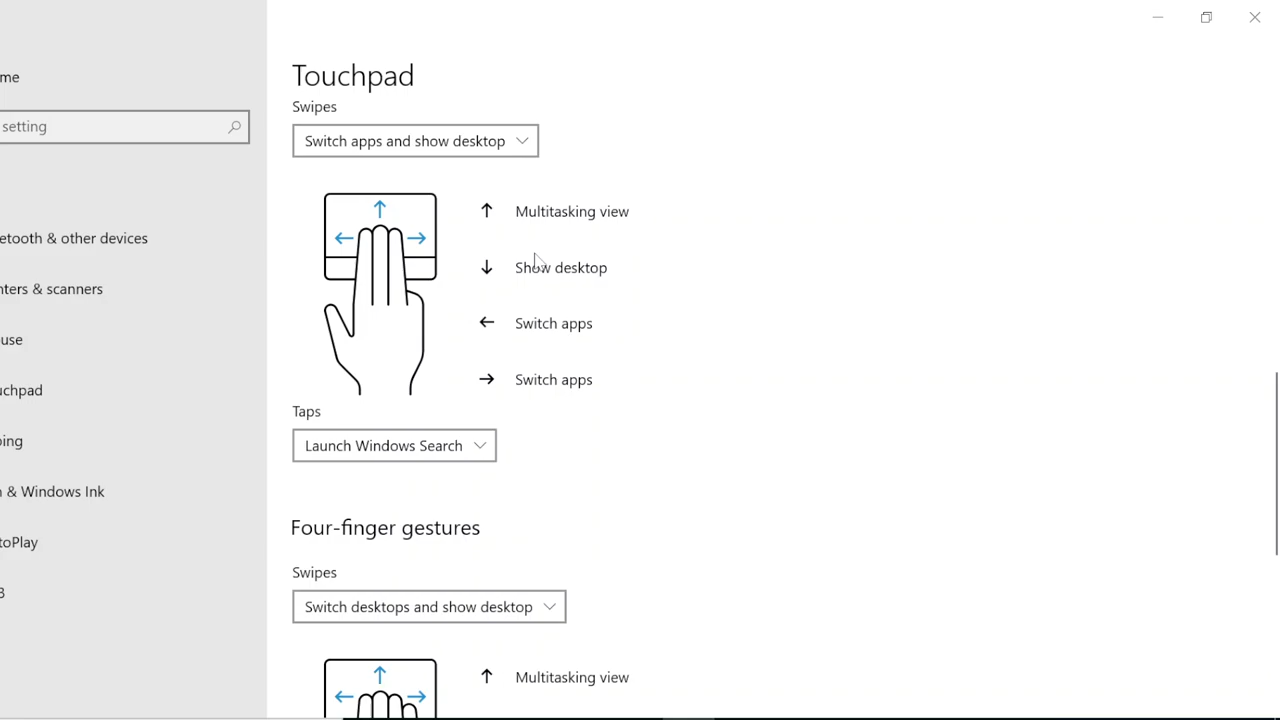 Touchpad
me
Swipes
setting
Switch apps and show desktop
Multitasking view
etooth & other devices
Show desktop
nters & scanners
Switch apps
use
Switch apps
uchpad
Taps
ping
Launch Windows Search
n & Windows Ink
Four-finger gestures
toPlay
Swipes
B
Switch desktops and show desktop
Multitasking view